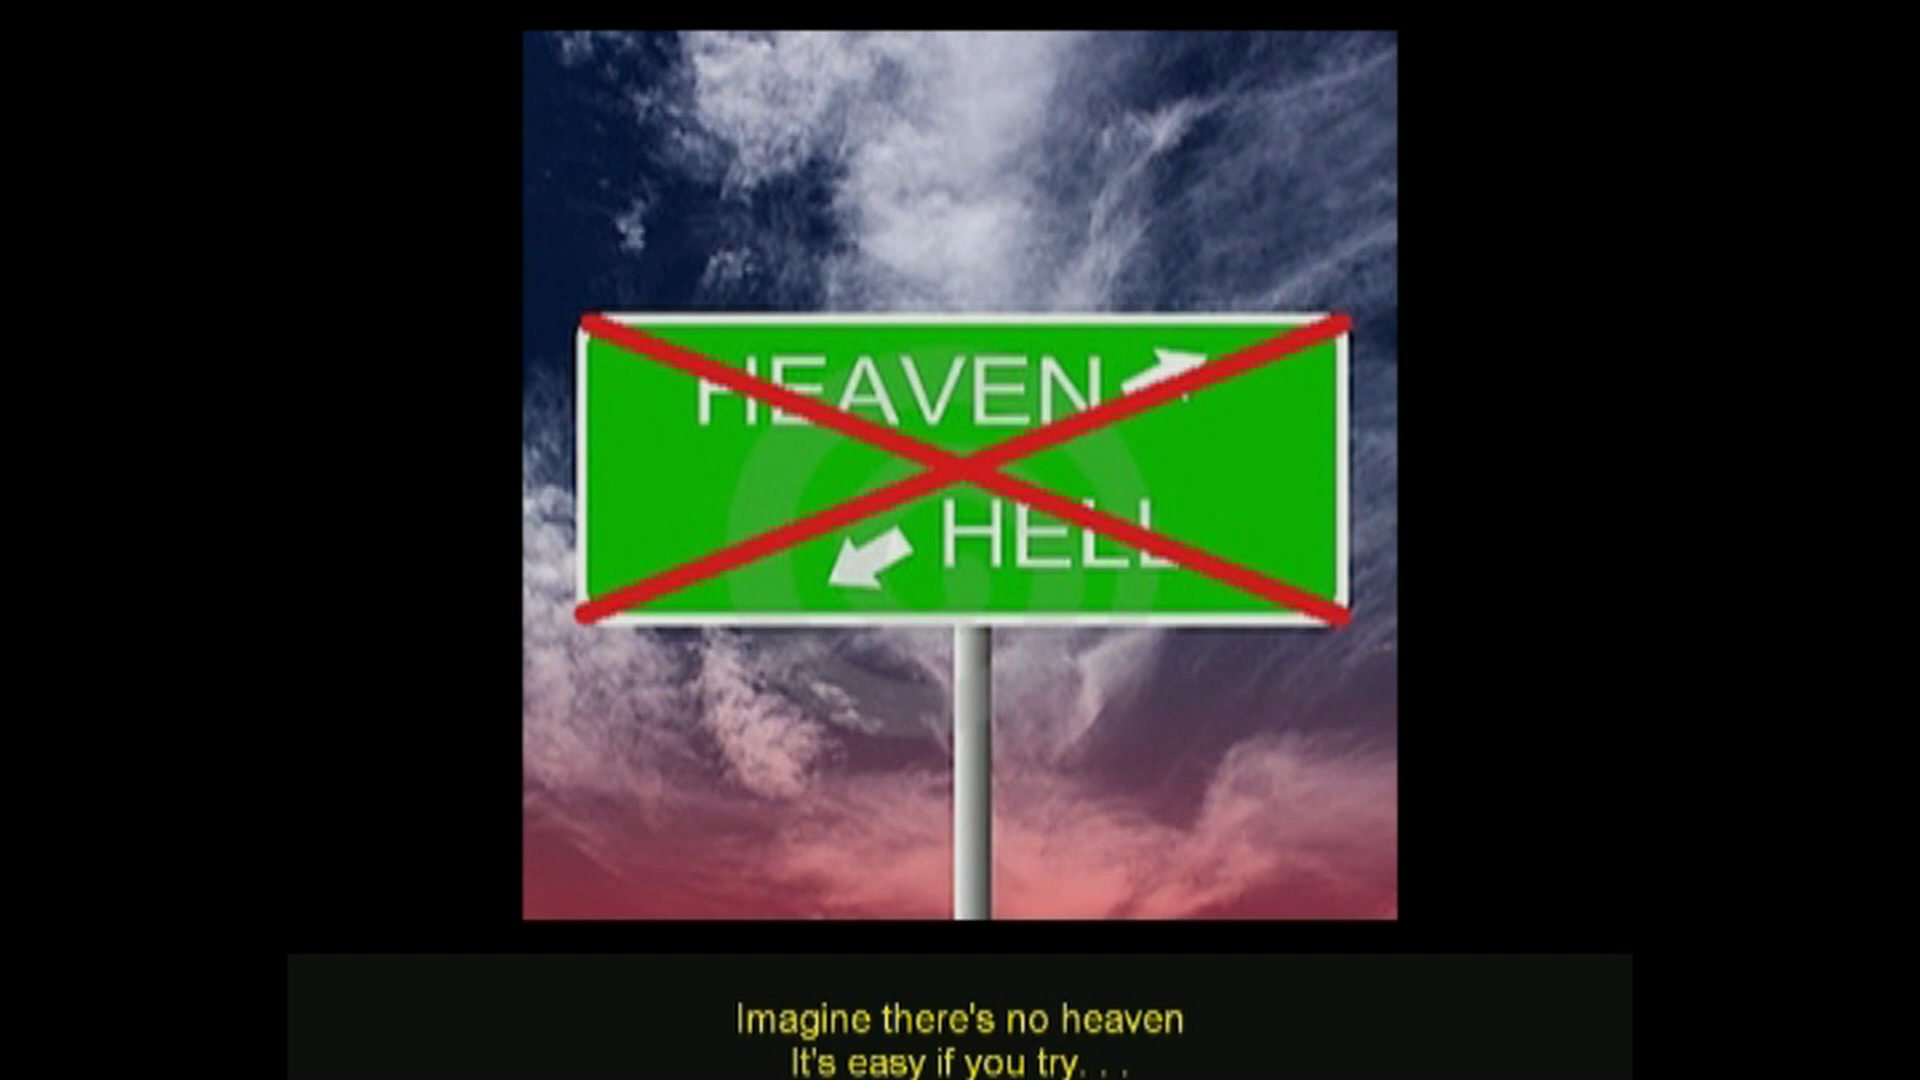 HEAVEN
HELL
Imagine there's no heaven
It's easy if you try. . .